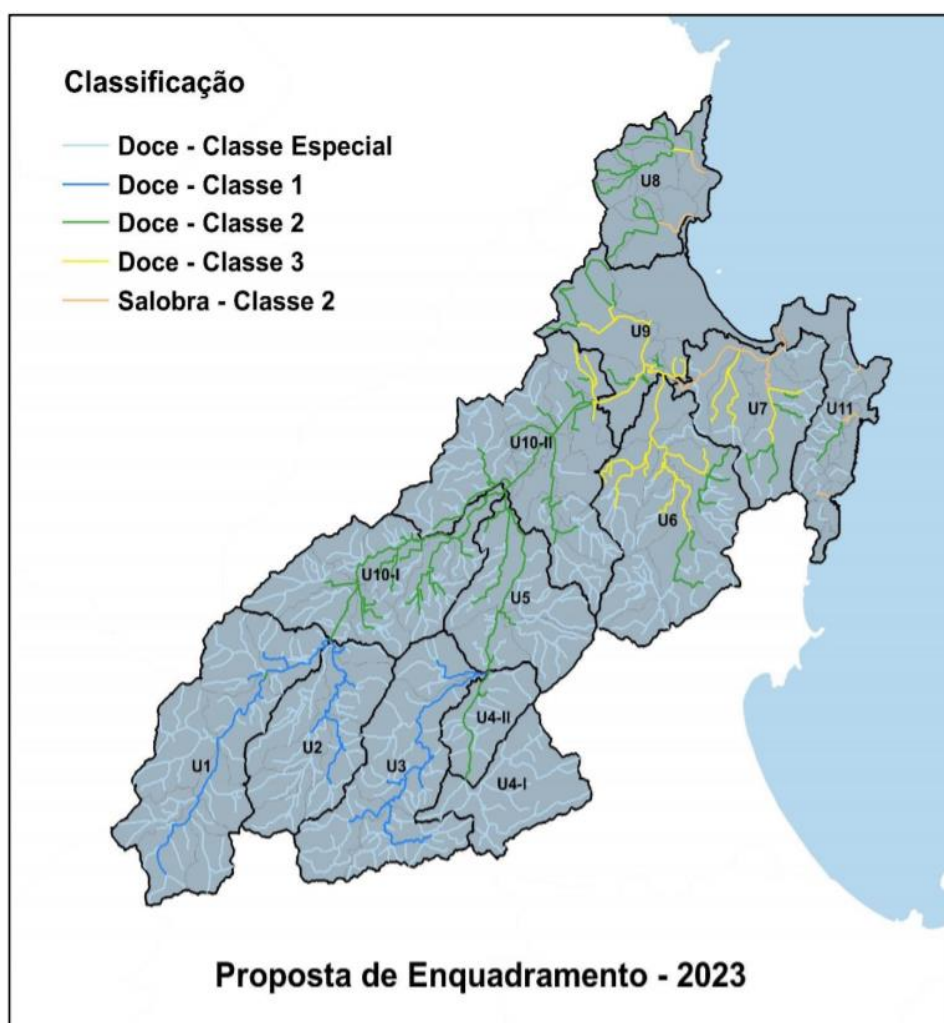 Classificação
Doce - Classe Especial
Doce - Classe 1
Doce - Classe 2
Doce - Classe 3
Salobra - Classe 2
U8
U9
U7
U11
U10-II
U6
U10-I
U5
U4-II
U2
U1
U3
U4-I
Proposta de Enquadramento - 2023